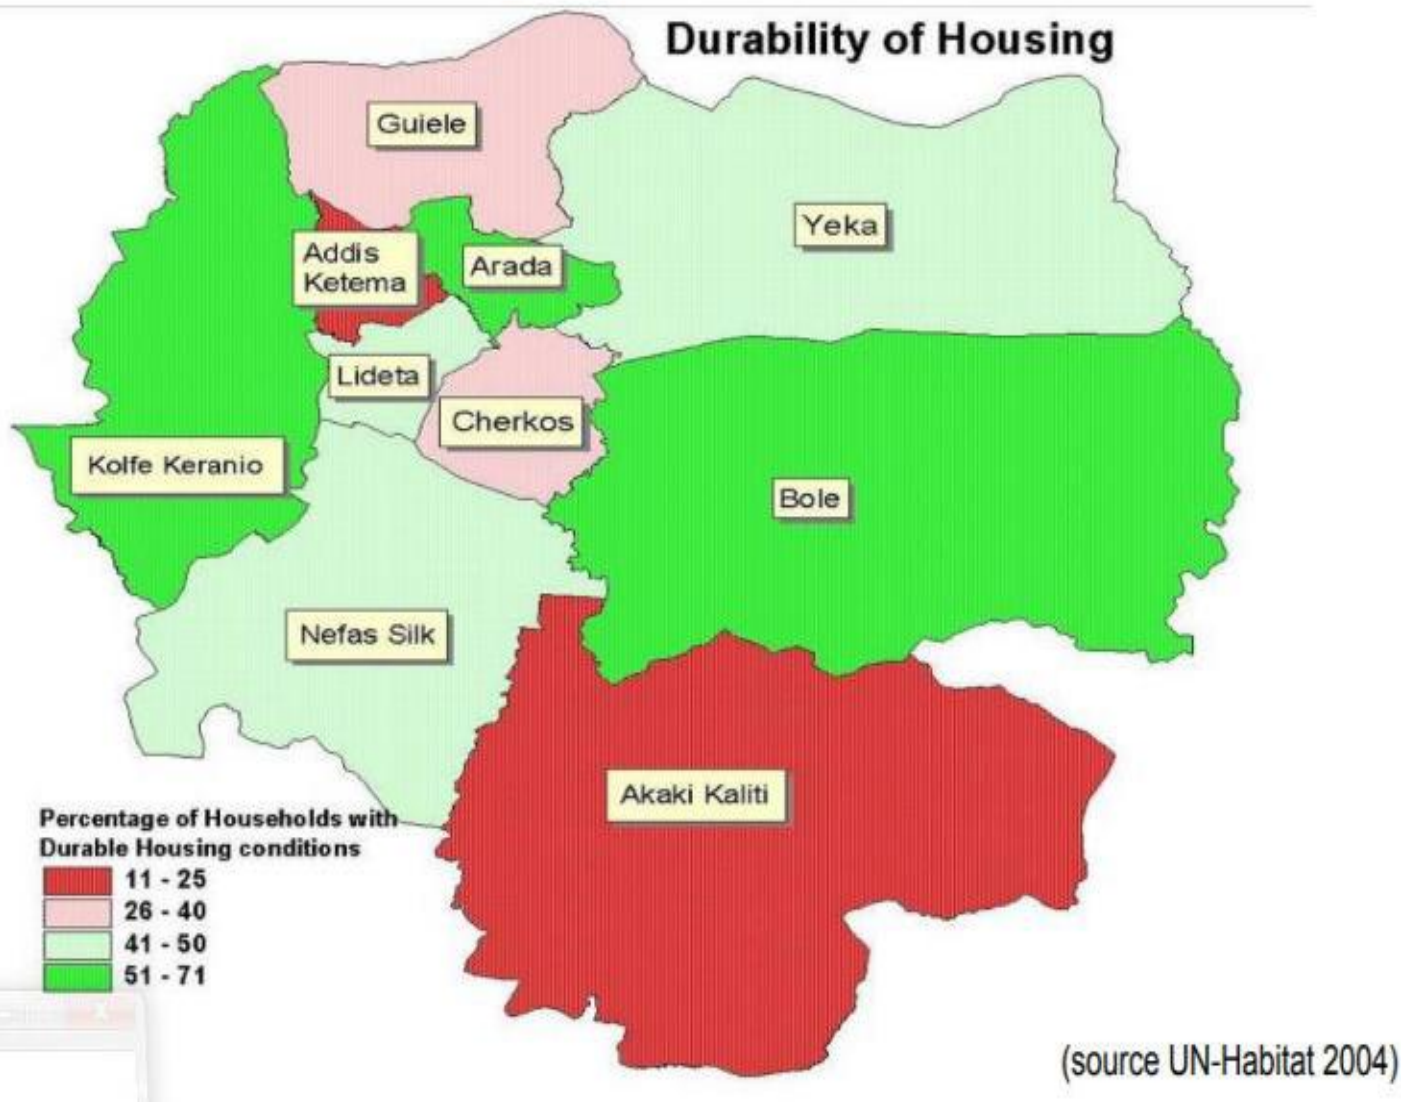 Durability of Housing
Guiele
Yeka
Addis
Ketema
Arada
Lideta
Cherkos
Kolfe Keranio
Bole
Nefas Silk
Akaki Kaliti
Percentage of Households with
Durable Housing conditions
11 - 25
26 - 40
41 - 50
51 - 71
(source UN-Habitat 2004)